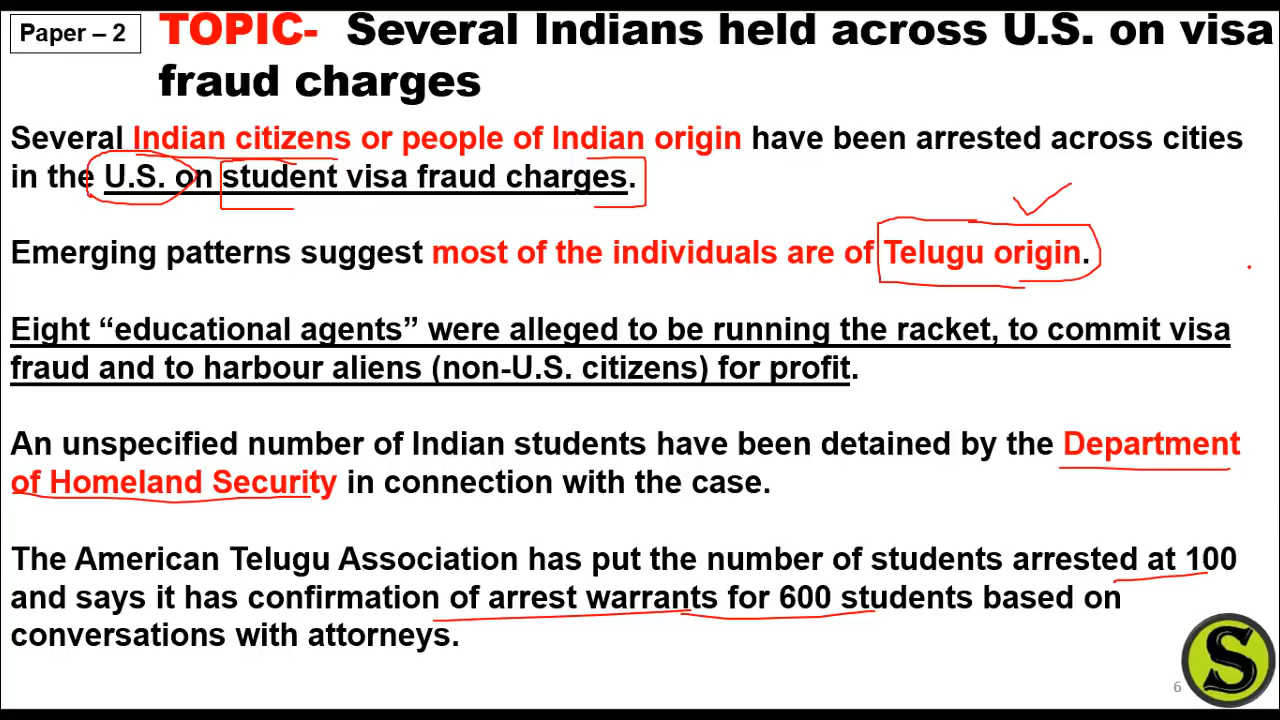 Paper – 2
TOPIC- Several Indians held across U.S. on visa
fraud charges
Several Indian citizens or people of Indian origin have been arrested across cities
in the U.S. on student visa fraud charges.
Emerging patterns suggest most of the individuals are of Telugu origin.
Eight “educational agents” were alleged to be running the racket, to commit visa
fraud and to harbour aliens (non-U.S. citizens) for profit.
An unspecified number of Indian students have been detained by the Department
of Homeland Security in connection with the case.
The American Telugu Association has put the number of students arrested at 100
and says it has confirmation of arrest warrants for 600 students based on
conversations with attorneys.
6
S